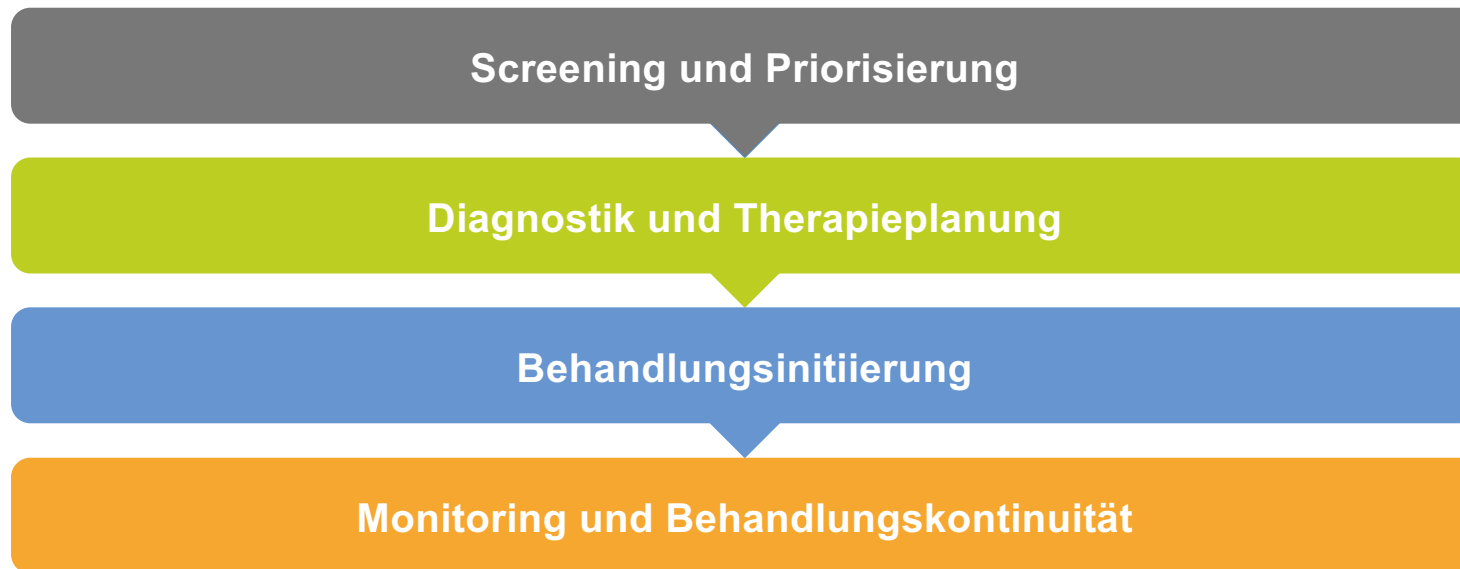 Screening und Priorisierung
Diagnostik und Therapieplanung
Behandlungsinitiierung
Monitoring und Behandlungskontinuität